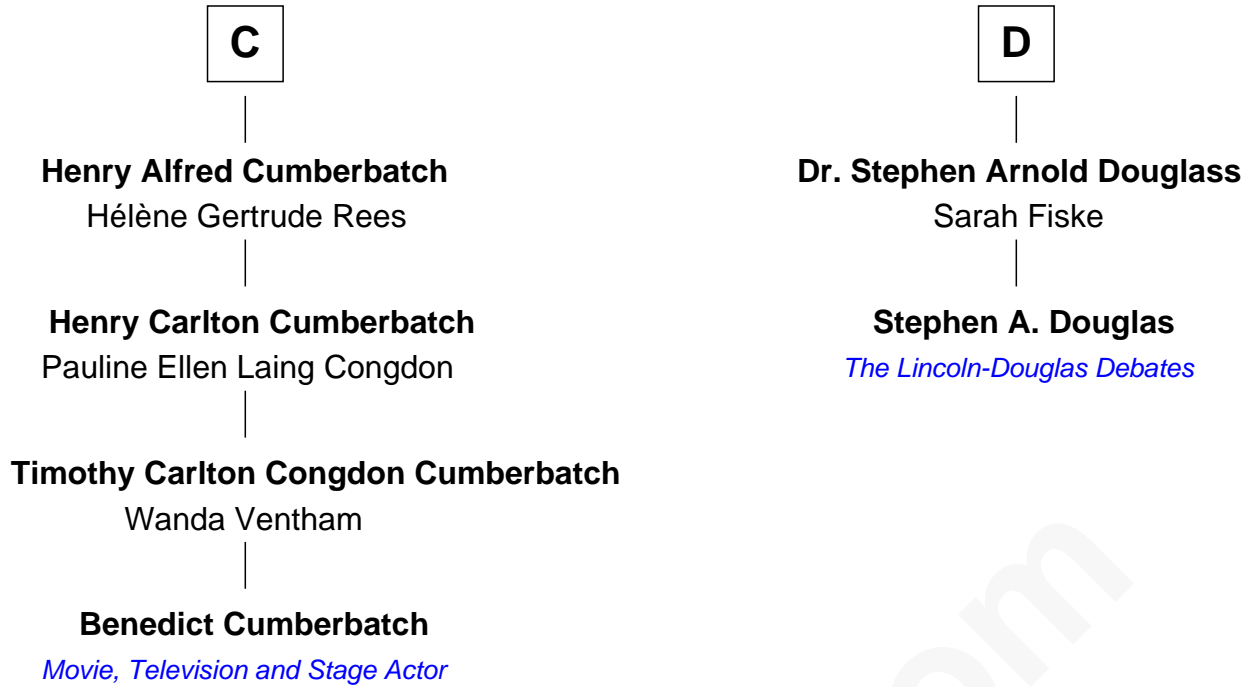 C
Henry Alfred Cumberbatch
Hélène Gertrude Rees
Henry Carlton Cumberbatch
Pauline Ellen Laing Congdon
Timothy Carlton Congdon Cumberbatch
Wanda Ventham
Benedict Cumberbatch
Movie, Television and Stage Actor
D
Dr. Stephen Arnold Douglass
Sarah Fiske
Stephen A. Douglas
The Lincoln-Douglas Debates
om